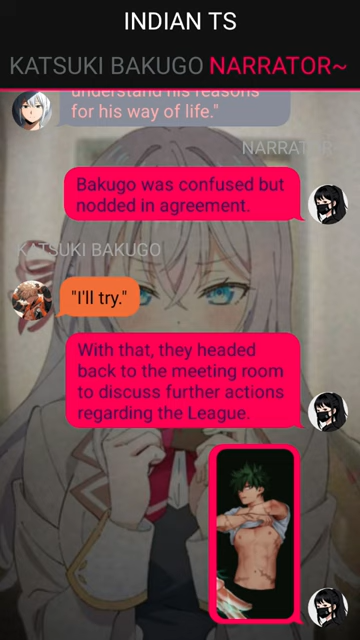 INDIAN TS
KATSUKI BAKUGO NARRATOR~
understand his reasons
for his way of life."
NARRATOR
Bakugo was confused but
nodded in agreement.
KATSUKI BAKUGO
"I'll try."
With that, they headed
back to the meeting room
to discuss further actions
regarding the League.